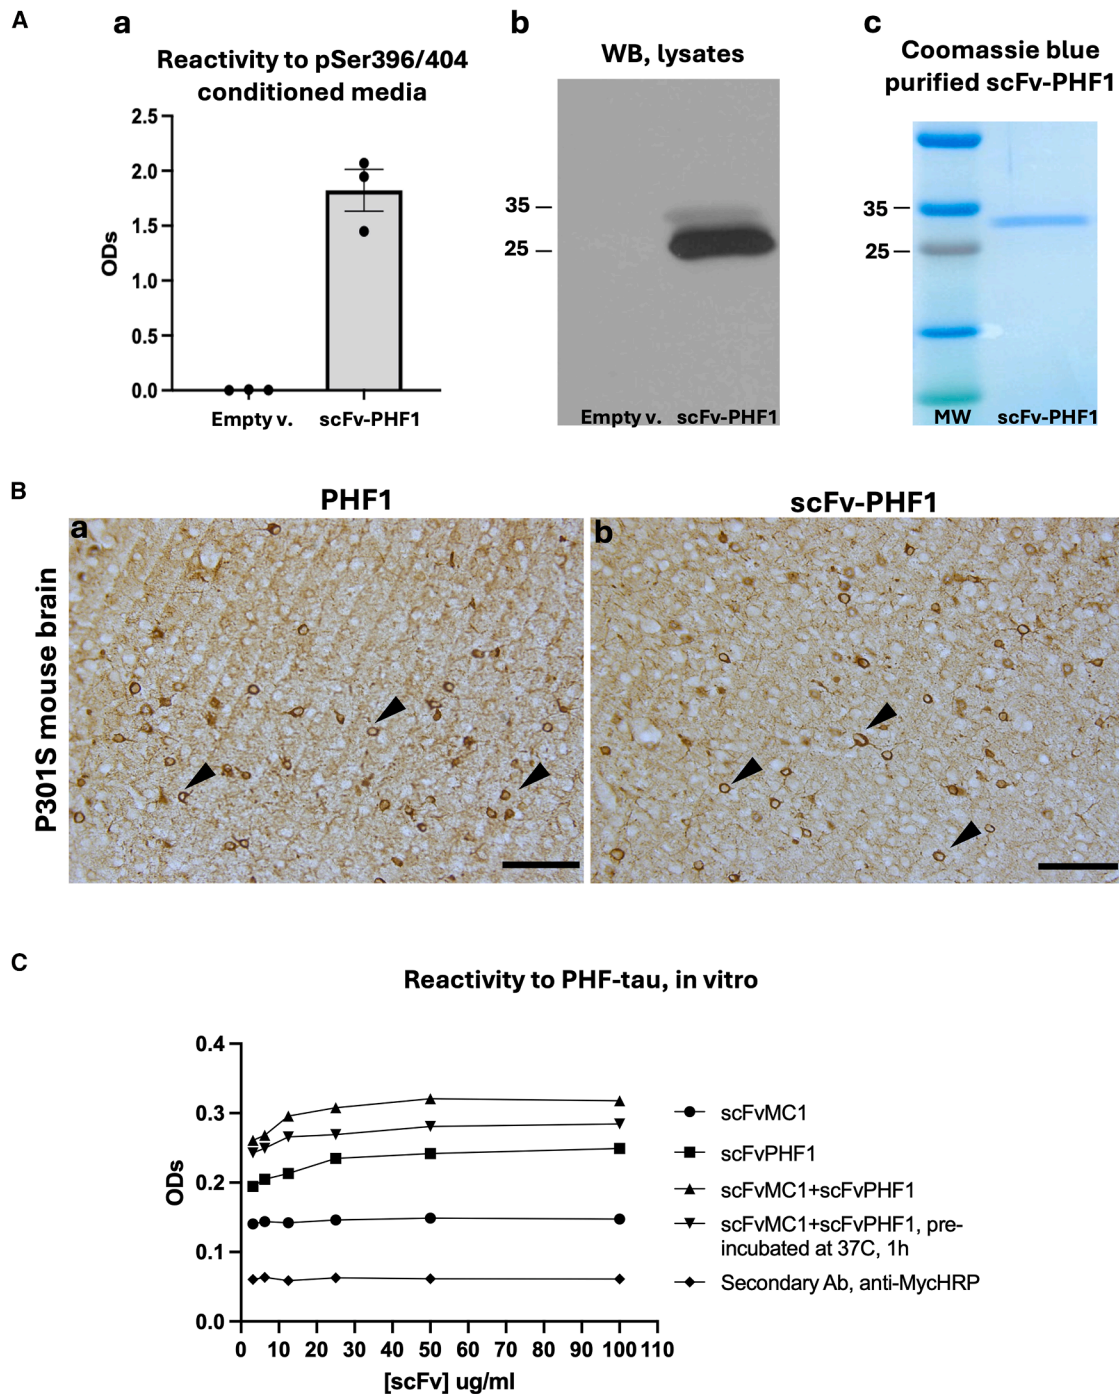 A
a
Reactivity to pSer396/404
conditioned media
2.5
2.0
1.5
1.0
0.5
0.0
ODs
Empty v.
scFv-PHF1
b
WB, lysates
35
25
Empty v.
scFv-PHF1
c
Coomassie blue
purified scFv-PHF1
35
25
MW
scFv-PHF1
B
PHF1
scFv-PHF1
a
b
P301S mouse brain
C
Reactivity to PHF-tau, in vitro
0.4
0.3
0.2
0.1
0.0
ODs
0 10 20 30 40 50 60 70 80 90 100 110
[scFv] ug/ml
scFvMC1
scFvPHF1
scFvMC1+scFvPHF1
scFvMC1+scFvPHF1, pre-
incubated at 37C, 1h
Secondary Ab, anti-MycHRP